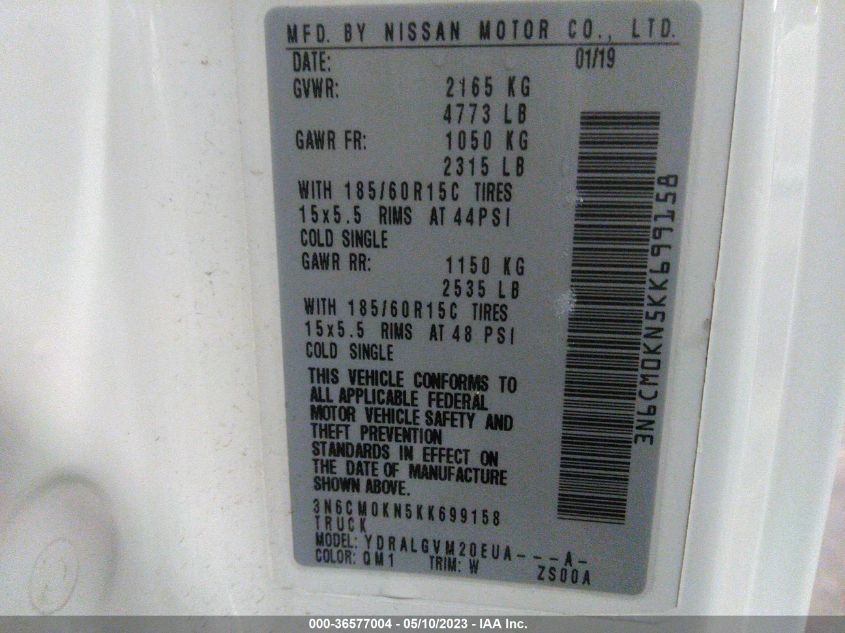 MFD. BY NISSAN MOTOR CO., LTD.
DATE: 01/19
GVWR: 2165 KG
4773 LB
GAWR FR: 1050 KG
2315 LB
WITH 185/60R15C TIRES
15x5.5 RIMS AT 44PSI
COLD SINGLE
GAWR RR: 1150 KG
2535 LB
WITH 185/60R15C TIRES
15x5.5 RIMS AT 48 PSI
COLD SINGLE
THIS VEHICLE CONFORMS TO
ALL APPLICABLE FEDERAL
MOTOR VEHICLE SAFETY AND
THEFT PREVENTION
STANDARDS IN EFFECT ON
THE DATE OF MANUFACTURE
SHOWN ABOVE.
3N6CM0KN5KK699158
TRUCK
MODEL: YDRALGVM20EUA---A-
COLOR: QM1 TRIM: W ZS00A
3N6CM0KN5KK699158
000-36577004 - 05/10/2023 - IAA Inc.